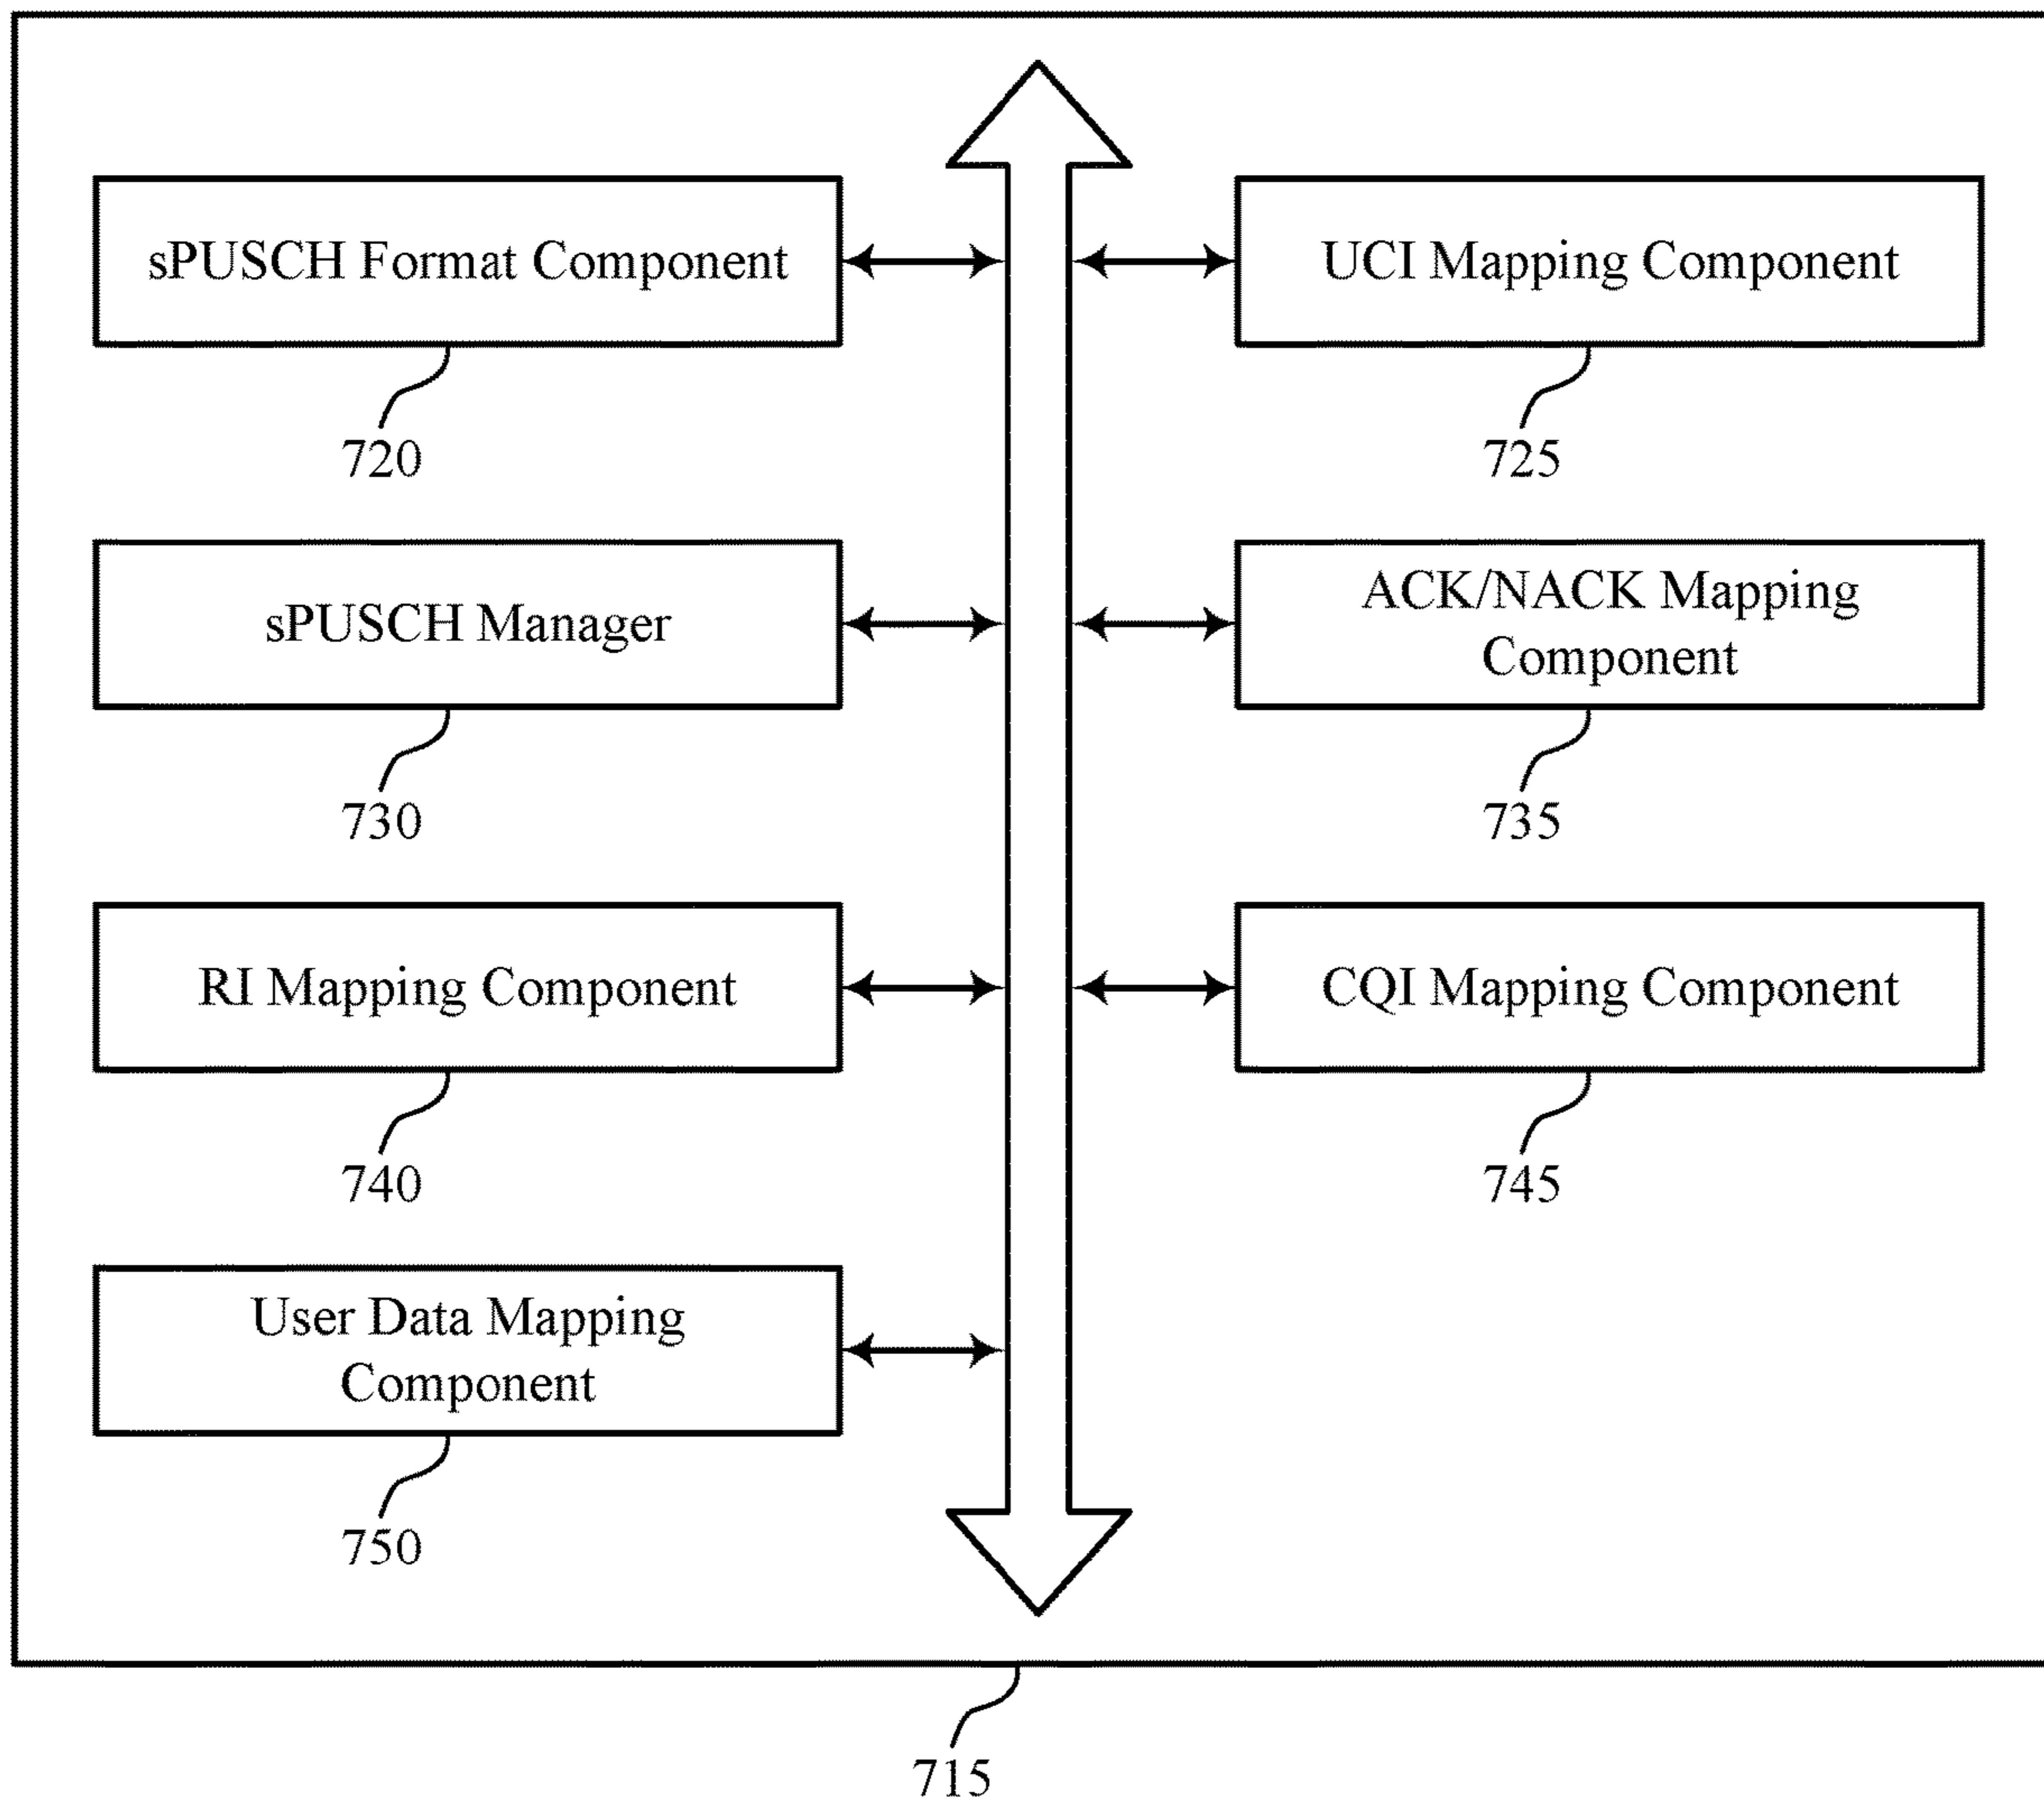 sPUSCH Format Component
UCI Mapping Component
720
725
sPUSCH Manager
ACK/NACK Mapping
Component
730
735
RI Mapping Component
CQI Mapping Component
740
745
User Data Mapping
Component
750
715